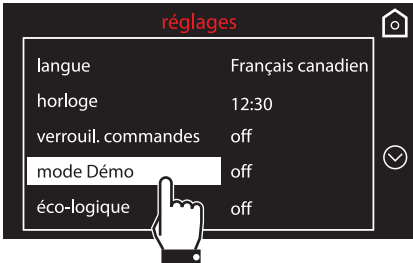 réglages
langue Français canadien
horloge 12:30
verrouil. commandes off
mode Démo off
éco-logique off